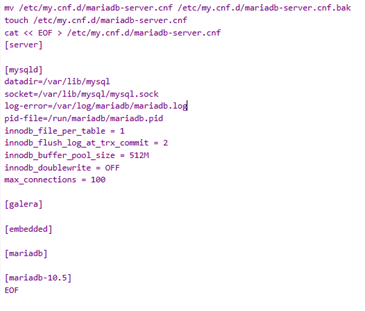 mv /etc/my.cnf.d/mariadb-server.cnf /etc/my.cnf.d/mariadb-server.cnf.bak
touch /etc/my.cnf.d/mariadb-server.cnf
cat << EOF > /etc/my.cnf.d/mariadb-server.cnf
[server]

[mysqld]
datadir=/var/lib/mysql
socket=/var/lib/mysql/mysql.sock
log-error=/var/log/mariadb/mariadb.log
pid-file=/run/mariadb/mariadb.pid
innodb_file_per_table = 1
innodb_flush_log_at_trx_commit = 2
innodb_buffer_pool_size = 512M
innodb_doublewrite = OFF
max_connections = 100

[galera]

[embedded]

[mariadb]

[mariadb-10.5]
EOF